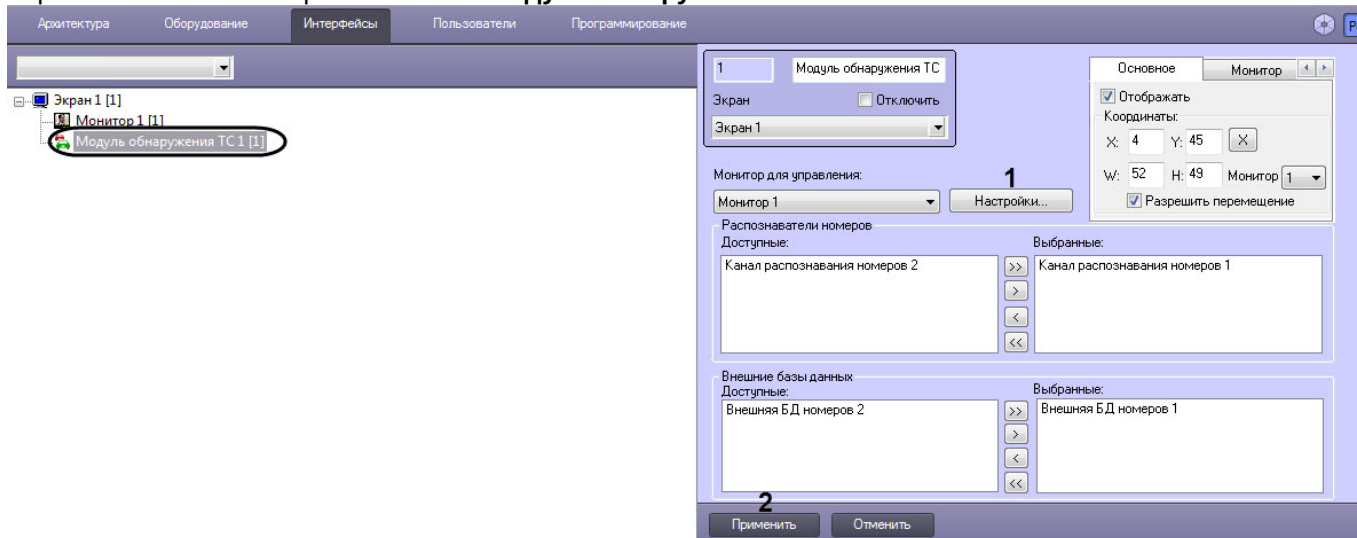 Архитектура Оборудование Интерфейсы Пользователи Программирование
Экран 1 [1]
Монитор 1 [1]
Модуль обнаружения ТС 1 [1]
1 Модуль обнаружения ТС
Экран Отключить
Экран 1
Основное Монитор
Отображать
Координаты:
X: 4 Y: 45 X
W: 52 H: 49 Монитор 1
Разрешить перемещение
Монитор для управления:
1
Монитор 1 Настройки...
Распознаватели номеров
Доступные: Выбранные:
Канал распознавания номеров 2 >> Канал распознавания номеров 1
>
<
<<
Внешние базы данных
Доступные: Выбранные:
Внешняя БД номеров 2 >> Внешняя БД номеров 1
>
<
<<
2
Применить Отменить